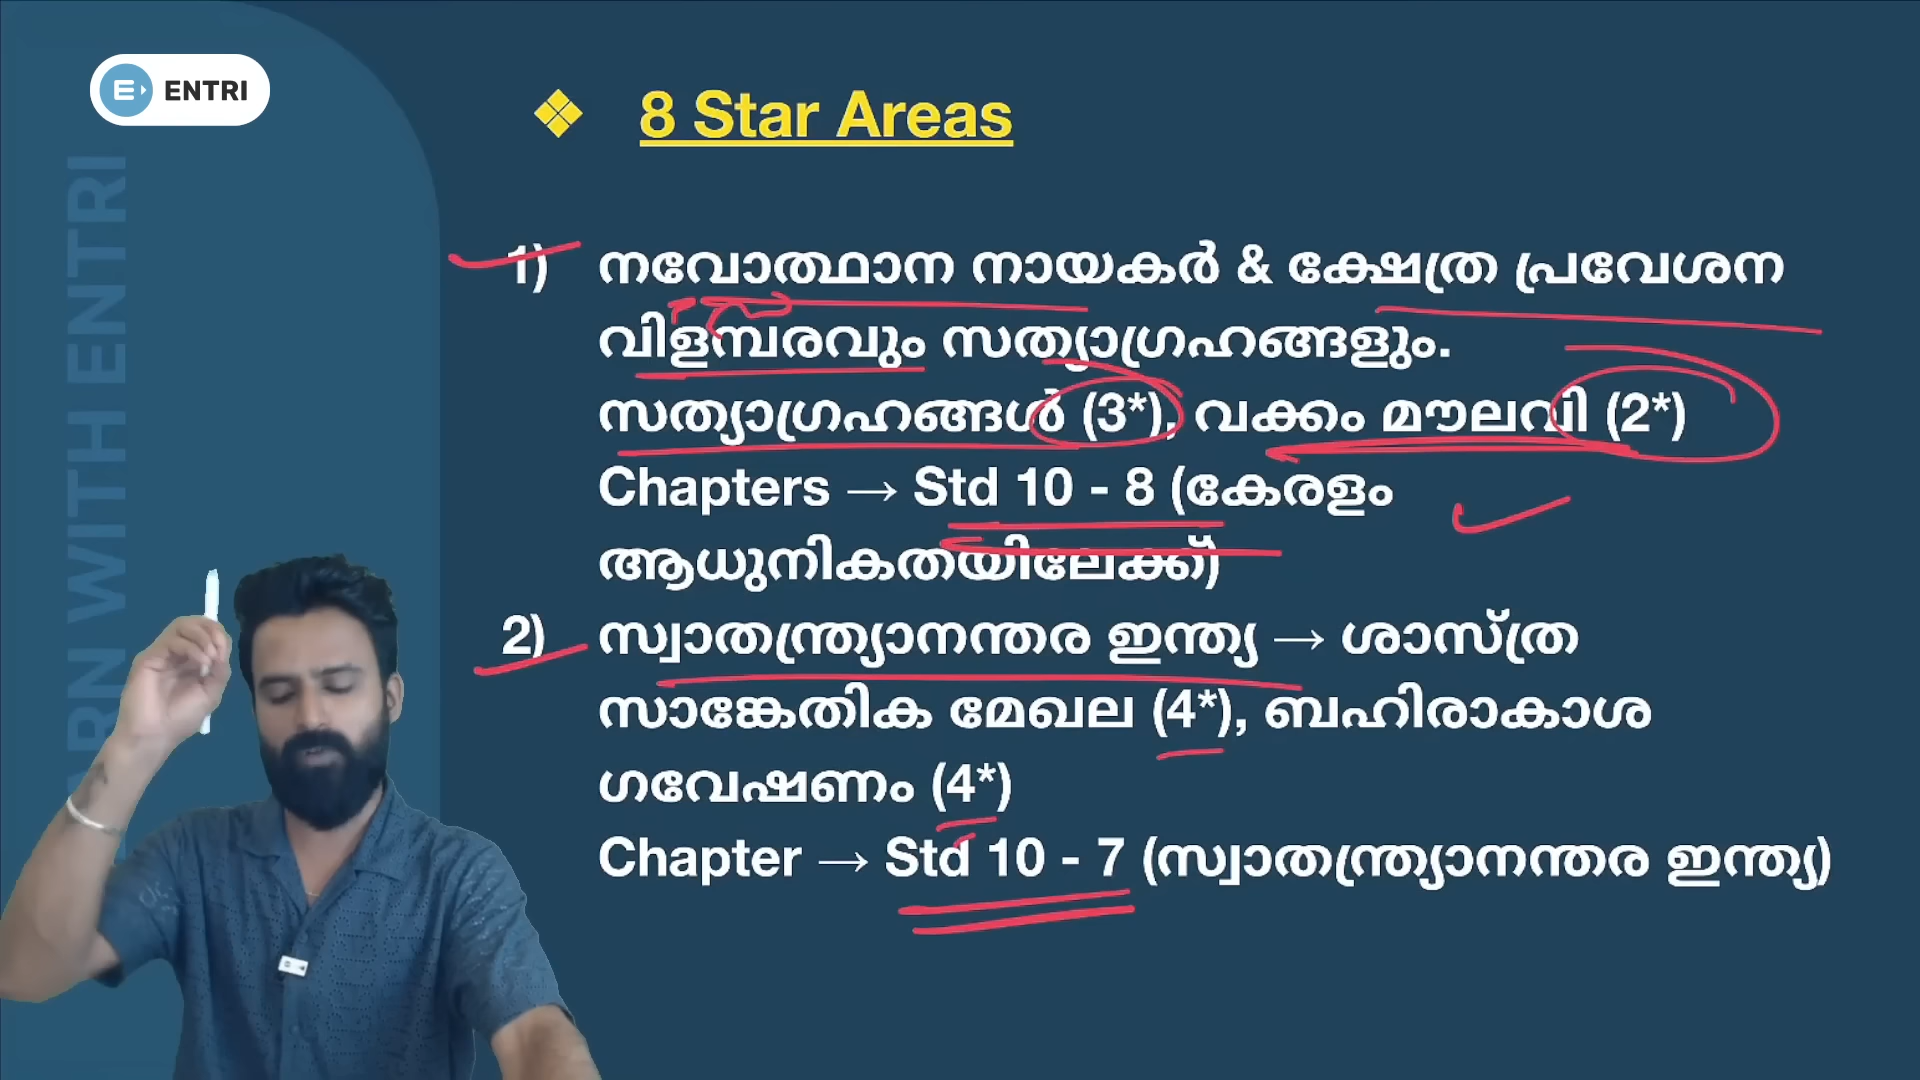 ENTRI
LEARN WITH ENTRI
❖ 8 Star Areas
1) നവോത്ഥാന നായകർ & ക്ഷേത്ര പ്രവേശന
വിളമ്പരവും സത്യാഗ്രഹങ്ങളും.
സത്യാഗ്രഹങ്ങൾ (3*), വക്കം മൗലവി (2*)
Chapters → Std 10 - 8 (കേരളം
ആധുനികതയിലേക്ക്)
2) സ്വാതന്ത്ര്യാനന്തര ഇന്ത്യ → ശാസ്ത്ര
സാങ്കേതിക മേഖല (4*), ബഹിരാകാശ
ഗവേഷണം (4*)
Chapter → Std 10 - 7 (സ്വാതന്ത്ര്യാനന്തര ഇന്ത്യ)